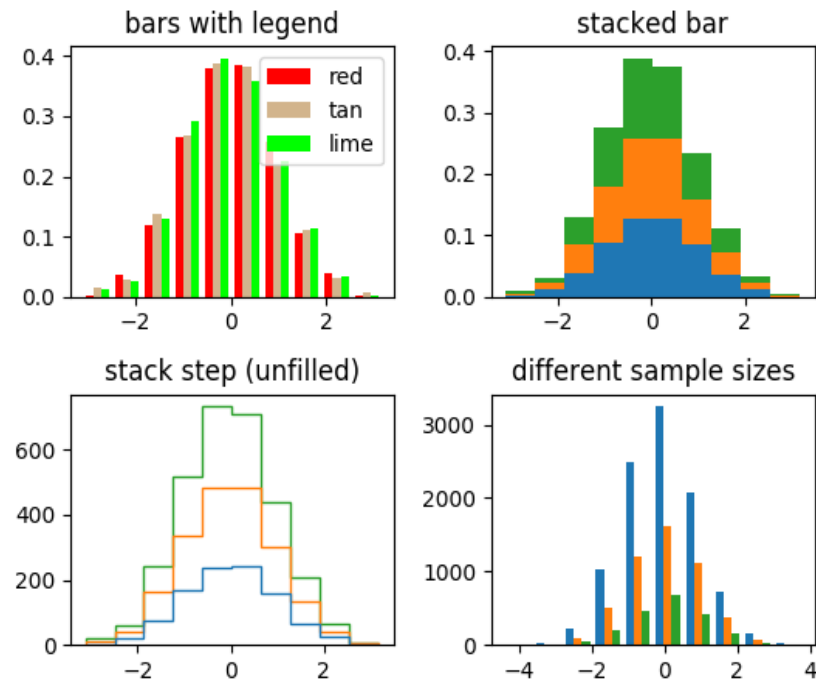 bars with legend
0.4
0.3
0.2
0.1
0.0
−2 0 2
red
tan
lime
stacked bar
0.4
0.3
0.2
0.1
0.0
−2 0 2
stack step (unfilled)
600
400
200
0
−2 0 2
different sample sizes
3000
2000
1000
0
−4 −2 0 2 4